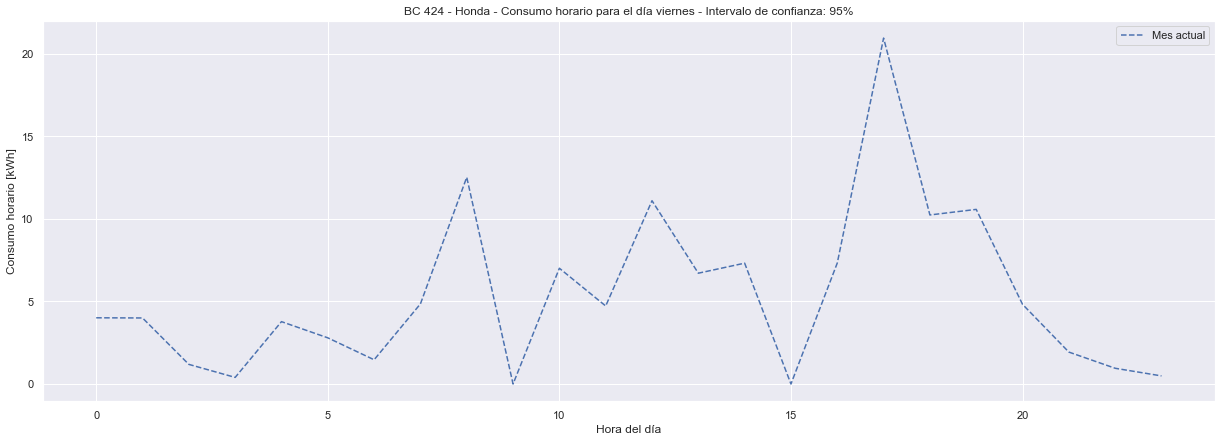 BC 424 - Honda - Consumo horario para el día viernes - Intervalo de confianza: 95%
Mes actual
Consumo horario [kWh]
20
15
10
5
0
0 5 10 15 20
Hora del día